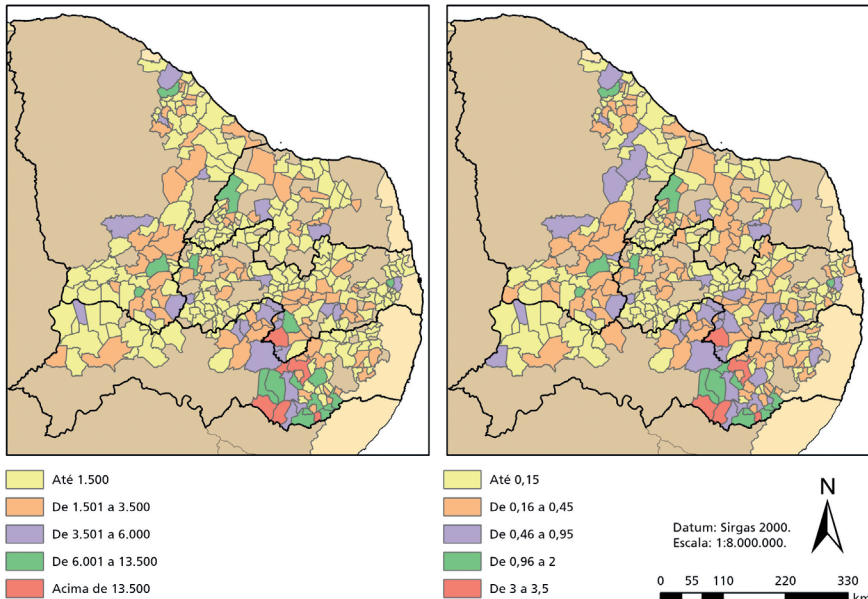 Até 1.500
De 1.501 a 3.500
De 3.501 a 6.000
De 6.001 a 13.500
Acima de 13.500
Até 0,15
De 0,16 a 0,45
De 0,46 a 0,95
De 0,96 a 2
De 3 a 3,5
Datum: Sirgas 2000.
Escala: 1:8.000.000.
N
0 55 110 220 330
km